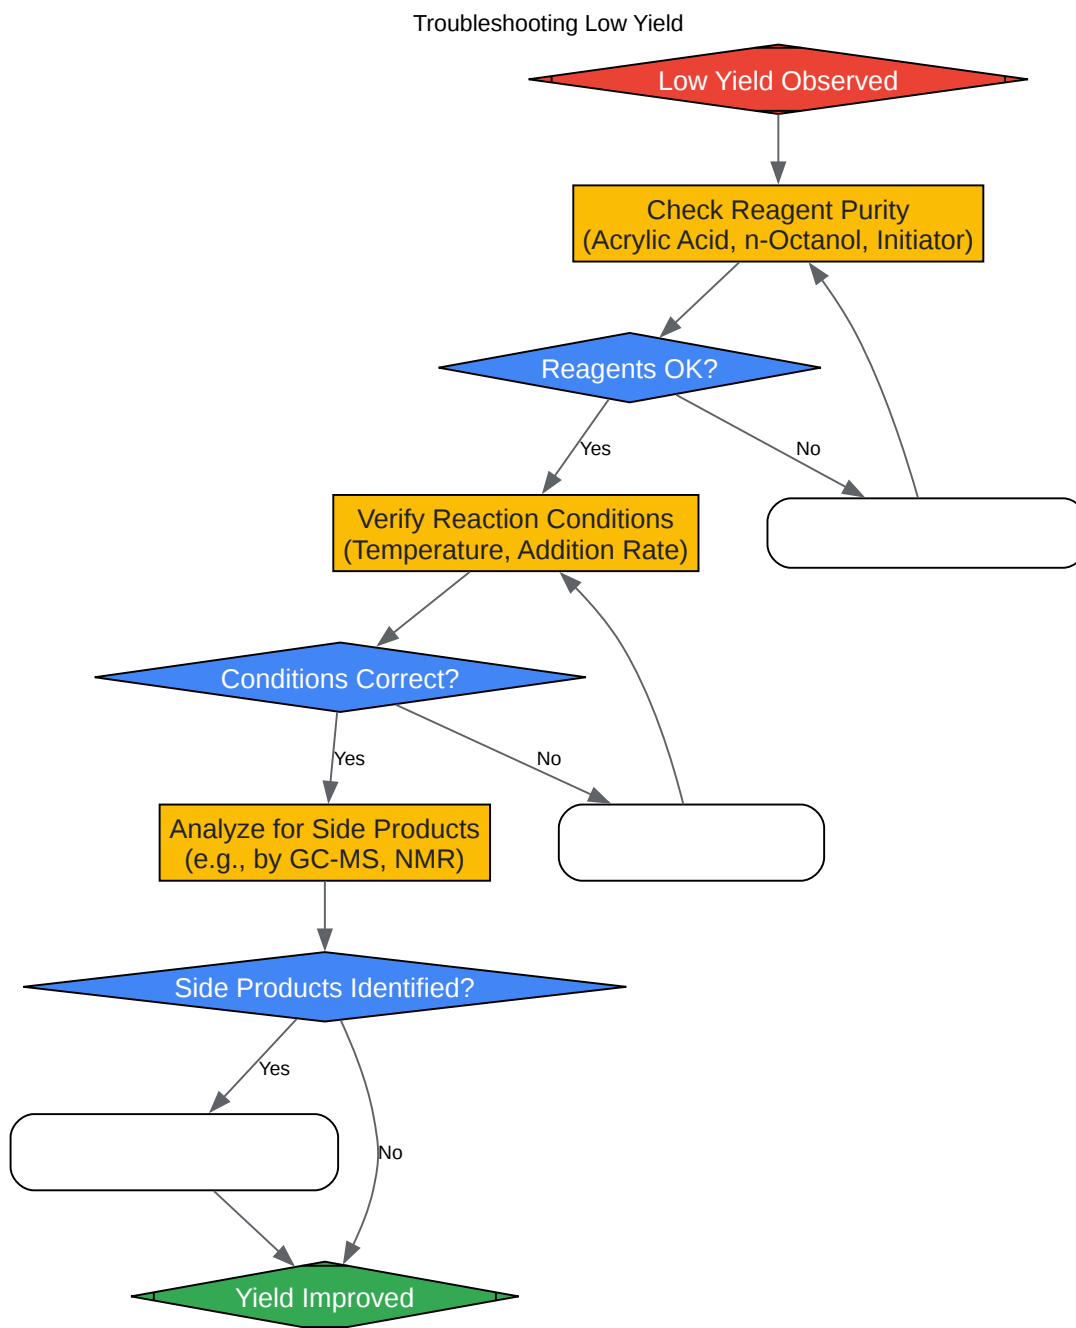 Troubleshooting Low Yield
Low Yield Observed
Check Reagent Purity
(Acrylic Acid, n-Octanol, Initiator)
Reagents OK?
Yes
No
Verify Reaction Conditions
(Temperature, Addition Rate)
Conditions Correct?
Yes
No
Analyze for Side Products
(e.g., by GC-MS, NMR)
Side Products Identified?
Yes
No
Yield Improved